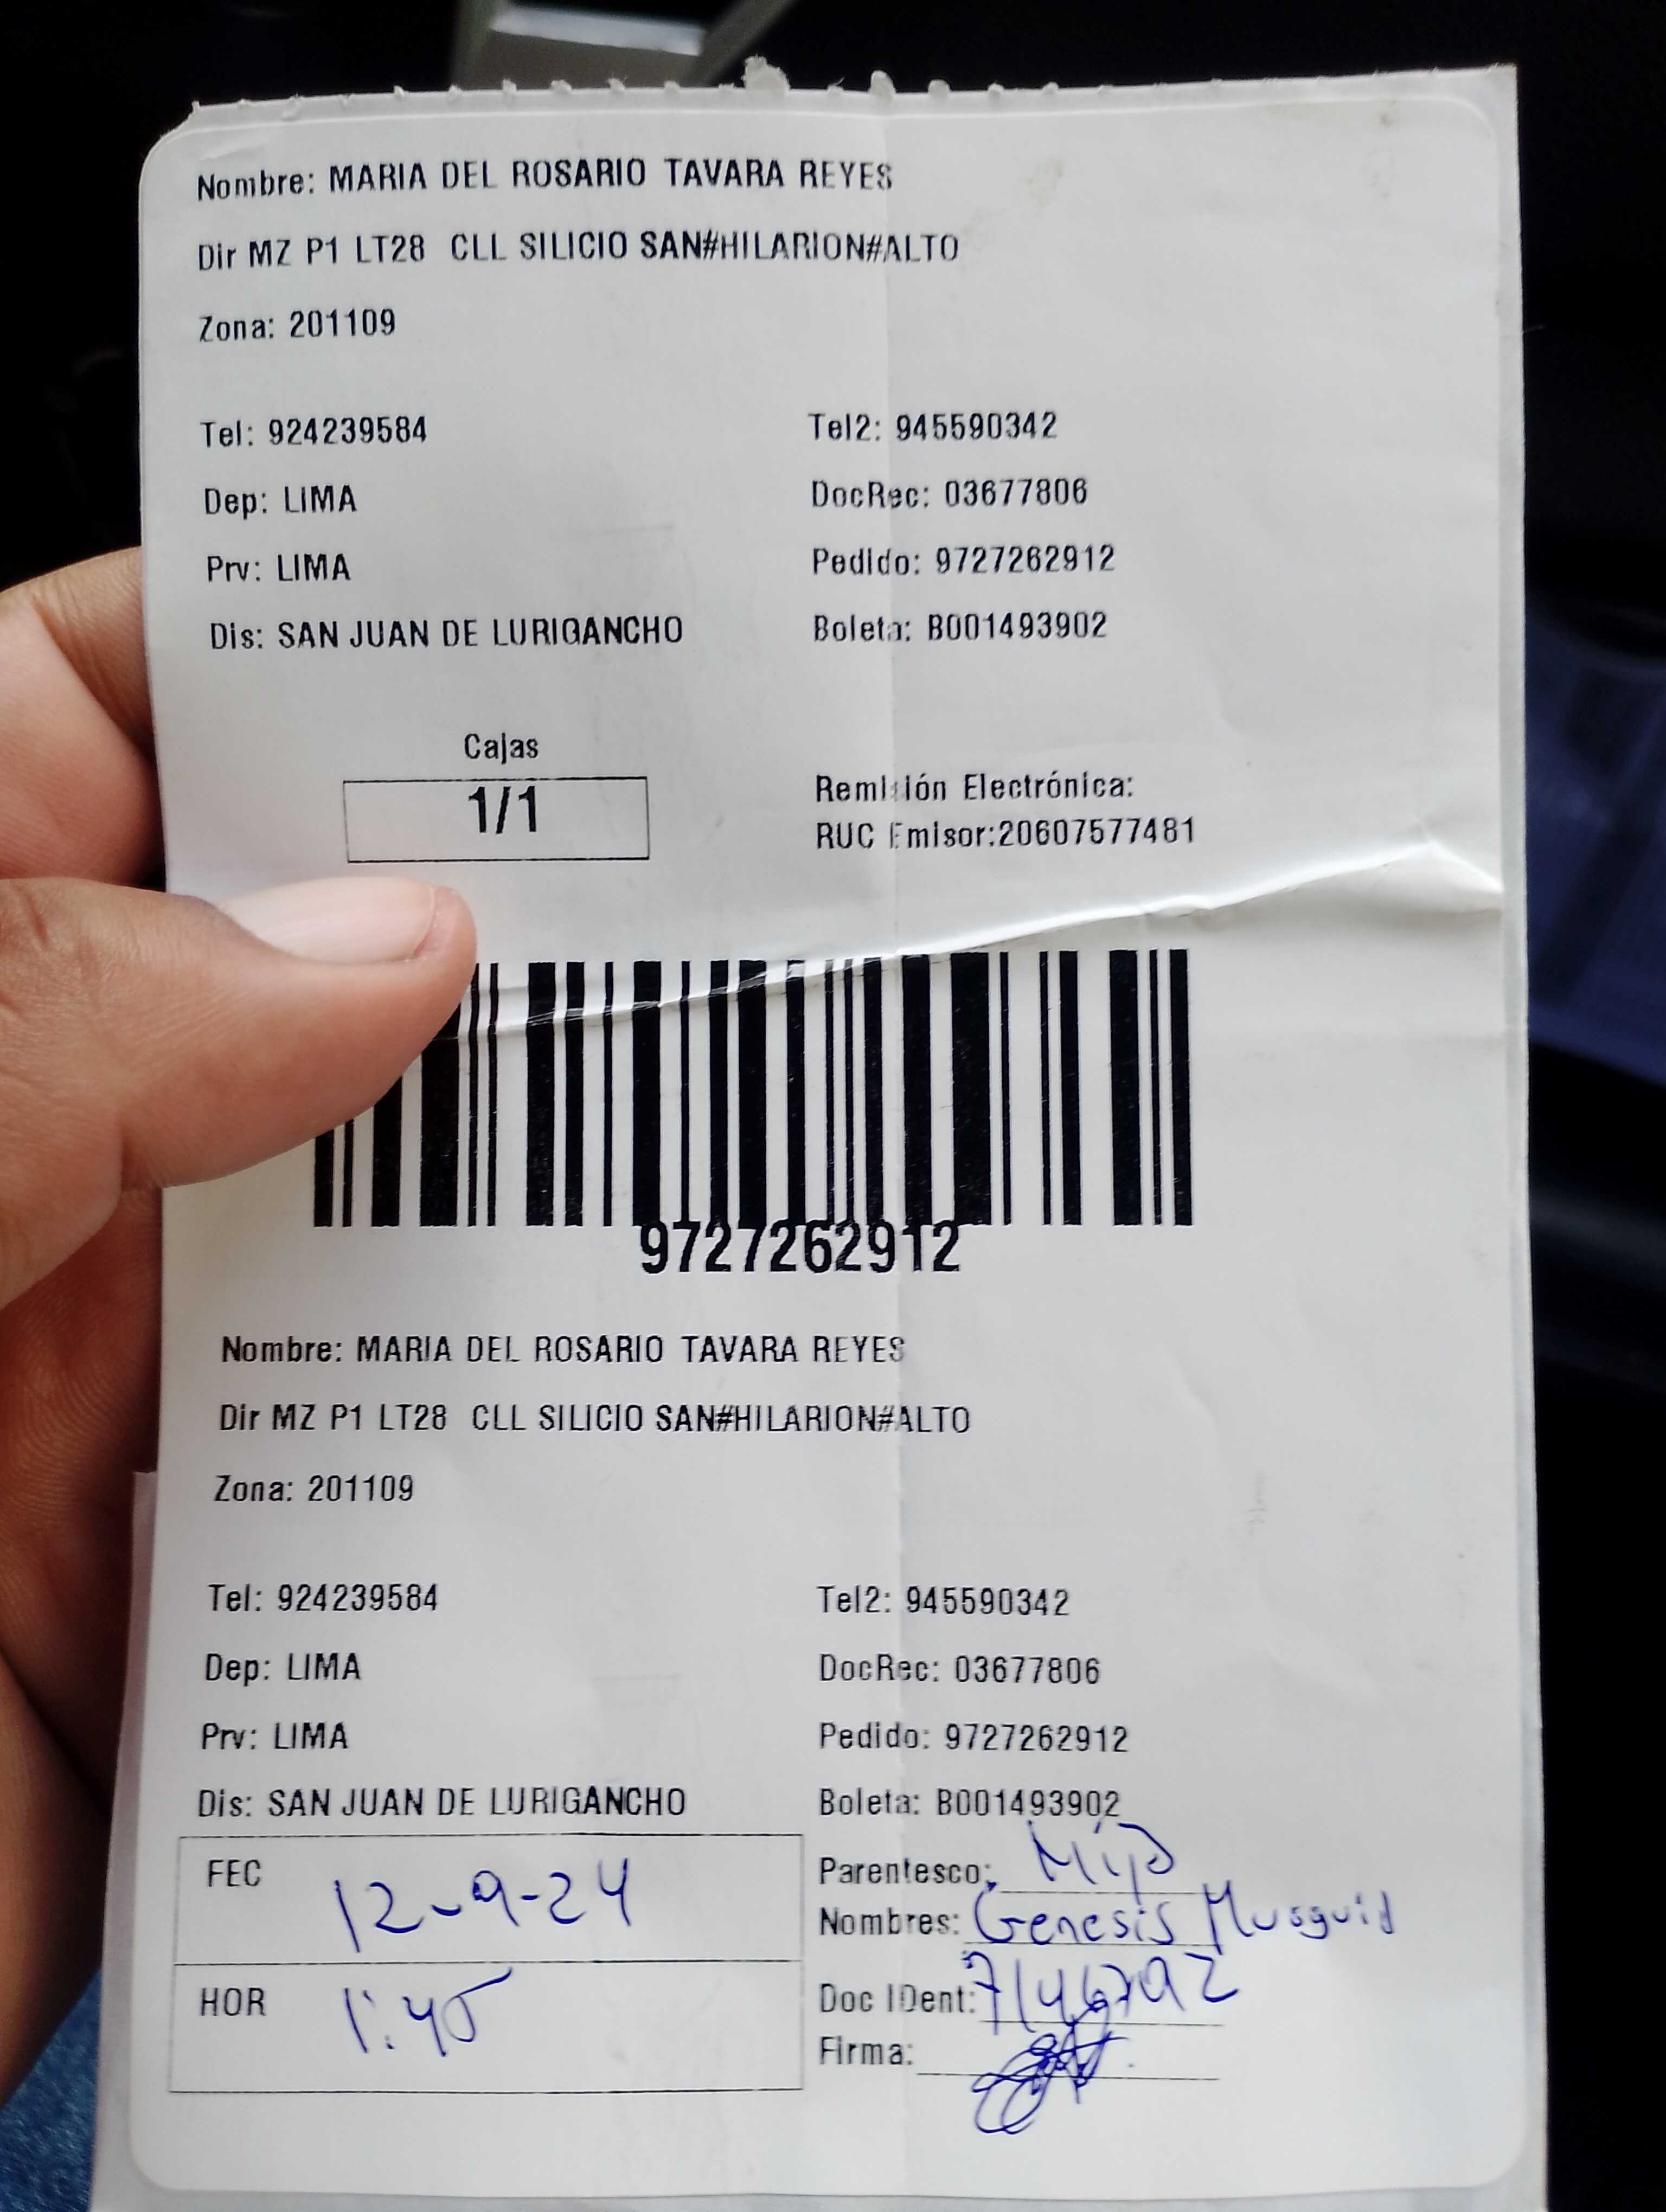 Nombre: MARIA DEL ROSARIO TAVARA REYES
Dir MZ P1 LT28 CLL SILICIO SAN#HILARION#ALTO
Zona: 201109
Tel: 924239584 Tel2: 945590342
Dep: LIMA DocRec: 03677806
Prv: LIMA Pedido: 9727262912
Dis: SAN JUAN DE LURIGANCHO Boleta: B001493902
Cajas
1/1
Remisión Electrónica:
RUC Emisor:20607577481
9727262912
Nombre: MARIA DEL ROSARIO TAVARA REYES
Dir MZ P1 LT28 CLL SILICIO SAN#HILARION#ALTO
Zona: 201109
Tel: 924239584 Tel2: 945590342
Dep: LIMA DocRec: 03677806
Prv: LIMA Pedido: 9727262912
Dis: SAN JUAN DE LURIGANCHO Boleta: B001493902
FEC 12-9-24
Parentesco:
Nombres: Genesis
HOR 1:45
Doc IDent:
Firma: